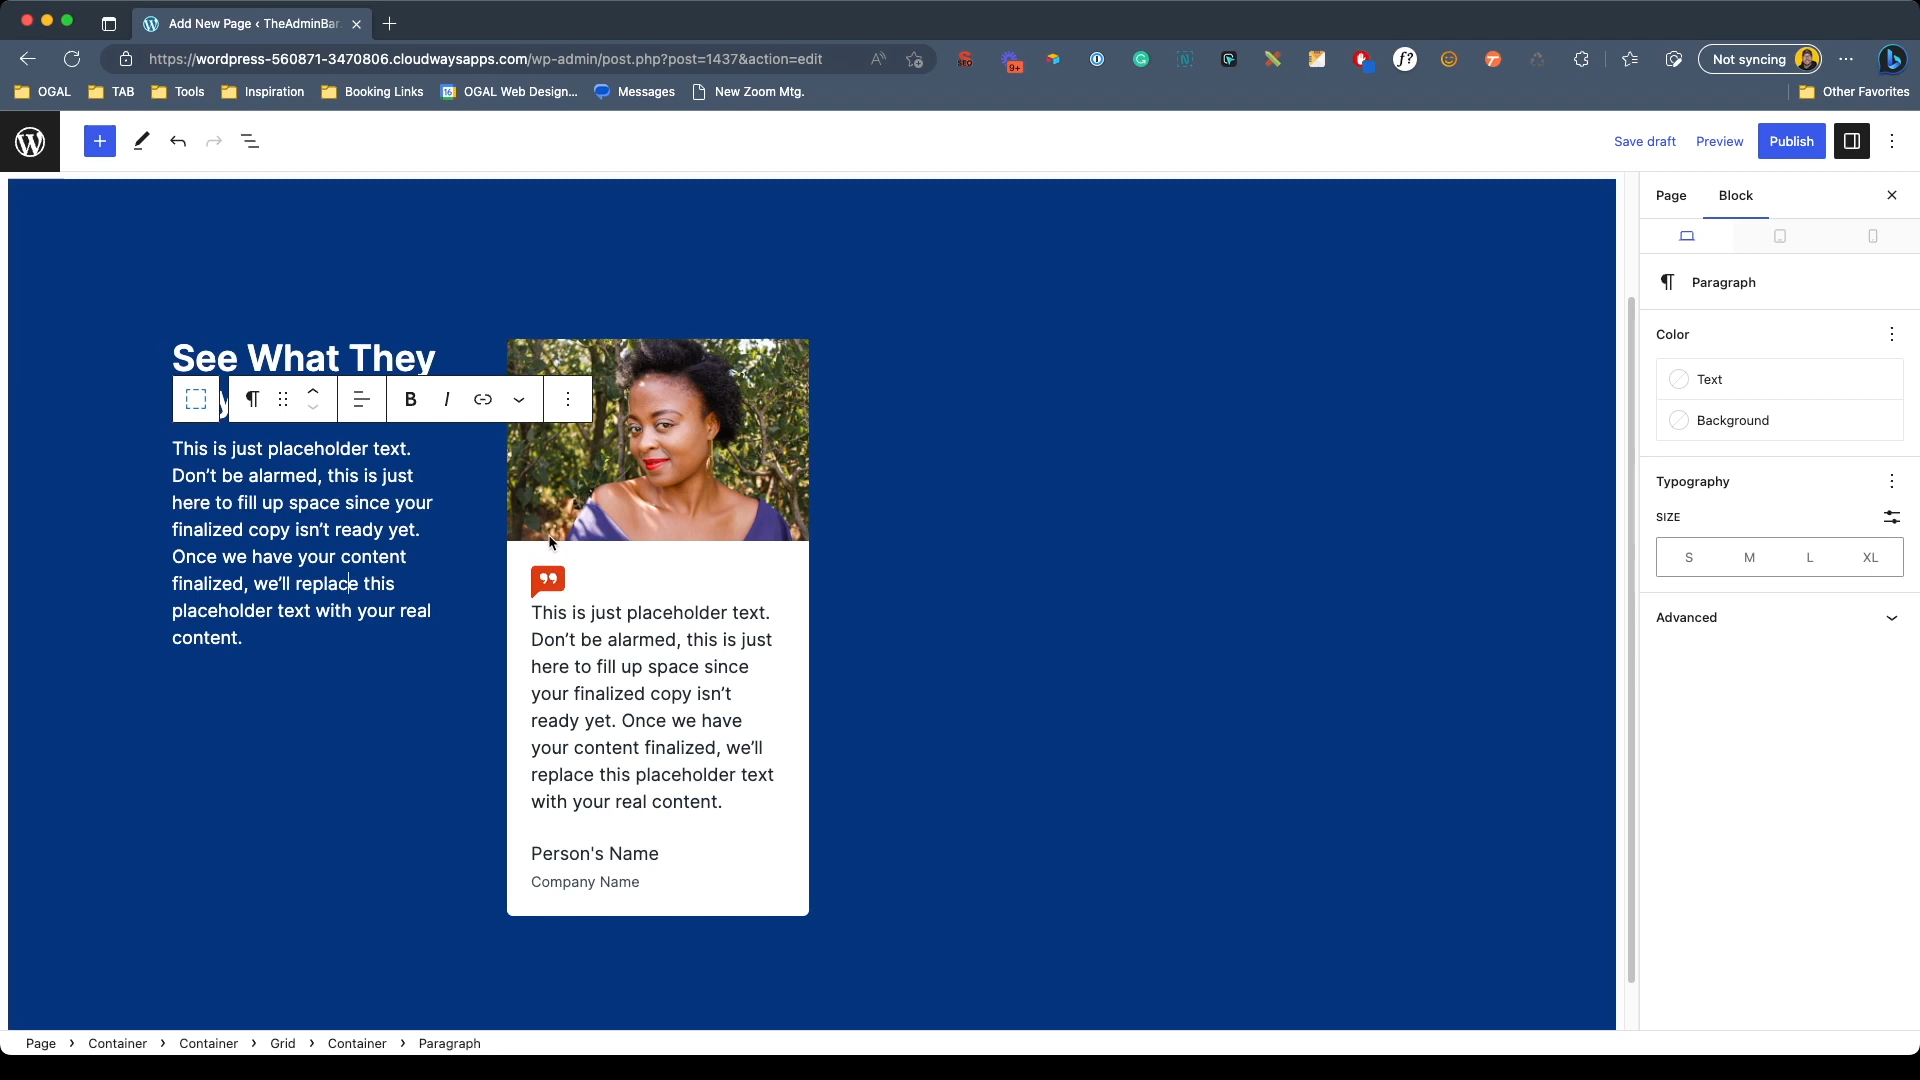 Add New Page ‹ TheAdminBar
https://wordpress-560871-3470806.cloudwaysapps.com/wp-admin/post.php?post=1437&action=edit
9+
Not syncing
OGAL
TAB
Tools
Inspiration
Booking Links
OGAL Web Design...
Messages
New Zoom Mtg.
Other Favorites
Save draft
Preview
Publish
Page
Block
Paragraph
Color
Text
Background
Typography
SIZE
S M L XL
Advanced
See What They
B I
This is just placeholder text.
Don't be alarmed, this is just
here to fill up space since your
finalized copy isn't ready yet.
Once we have your content
finalized, we'll replace this
placeholder text with your real
content.
This is just placeholder text.
Don't be alarmed, this is just
here to fill up space since
your finalized copy isn't
ready yet. Once we have
your content finalized, we'll
replace this placeholder text
with your real content.
Person's Name
Company Name
Page › Container › Container › Grid › Container › Paragraph